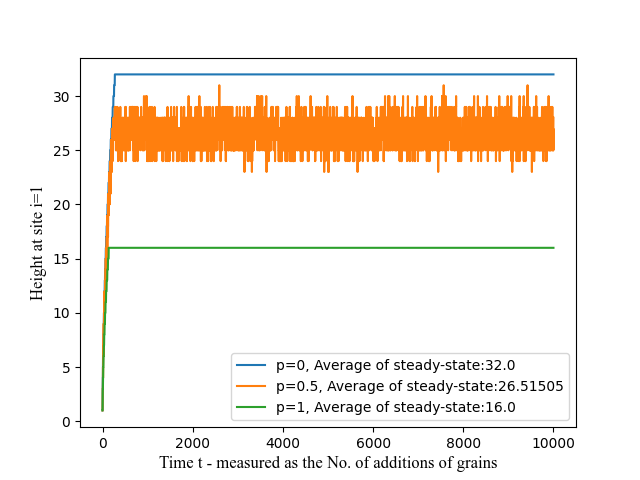 Height at site i=1
30
25
20
15
10
5
0
p=0, Average of steady-state:32.0
p=0.5, Average of steady-state:26.51505
p=1, Average of steady-state:16.0
0 2000 4000 6000 8000 10000
Time t - measured as the No. of additions of grains